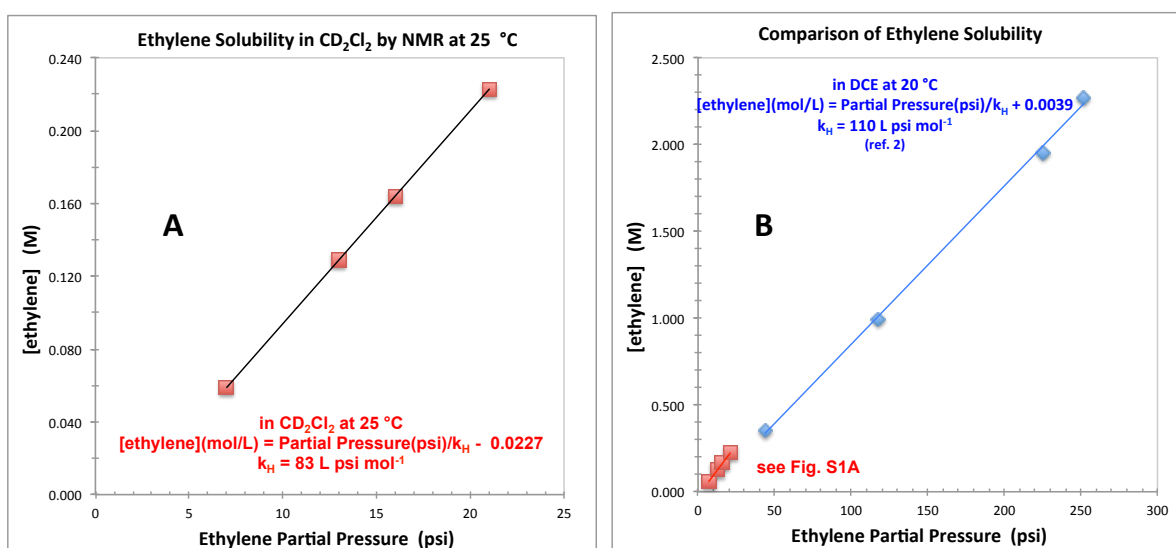 Ethylene Solubility in CD₂Cl₂ by NMR at 25 °C
0.240
0.200
0.160
0.120
0.080
0.040
0.000
[ethylene] (M)
A
in CD₂Cl₂ at 25 °C
[ethylene](mol/L) = Partial Pressure(psi)/k_H - 0.0227
k_H = 83 L psi mol⁻¹
0 5 10 15 20 25
Ethylene Partial Pressure (psi)
Comparison of Ethylene Solubility
2.500
2.000
1.500
1.000
0.500
0.000
[ethylene] (M)
in DCE at 20 °C
[ethylene](mol/L) = Partial Pressure(psi)/k_H + 0.0039
k_H = 110 L psi mol⁻¹
(ref. 2)
B
see Fig. S1A
0 50 100 150 200 250 300
Ethylene Partial Pressure (psi)